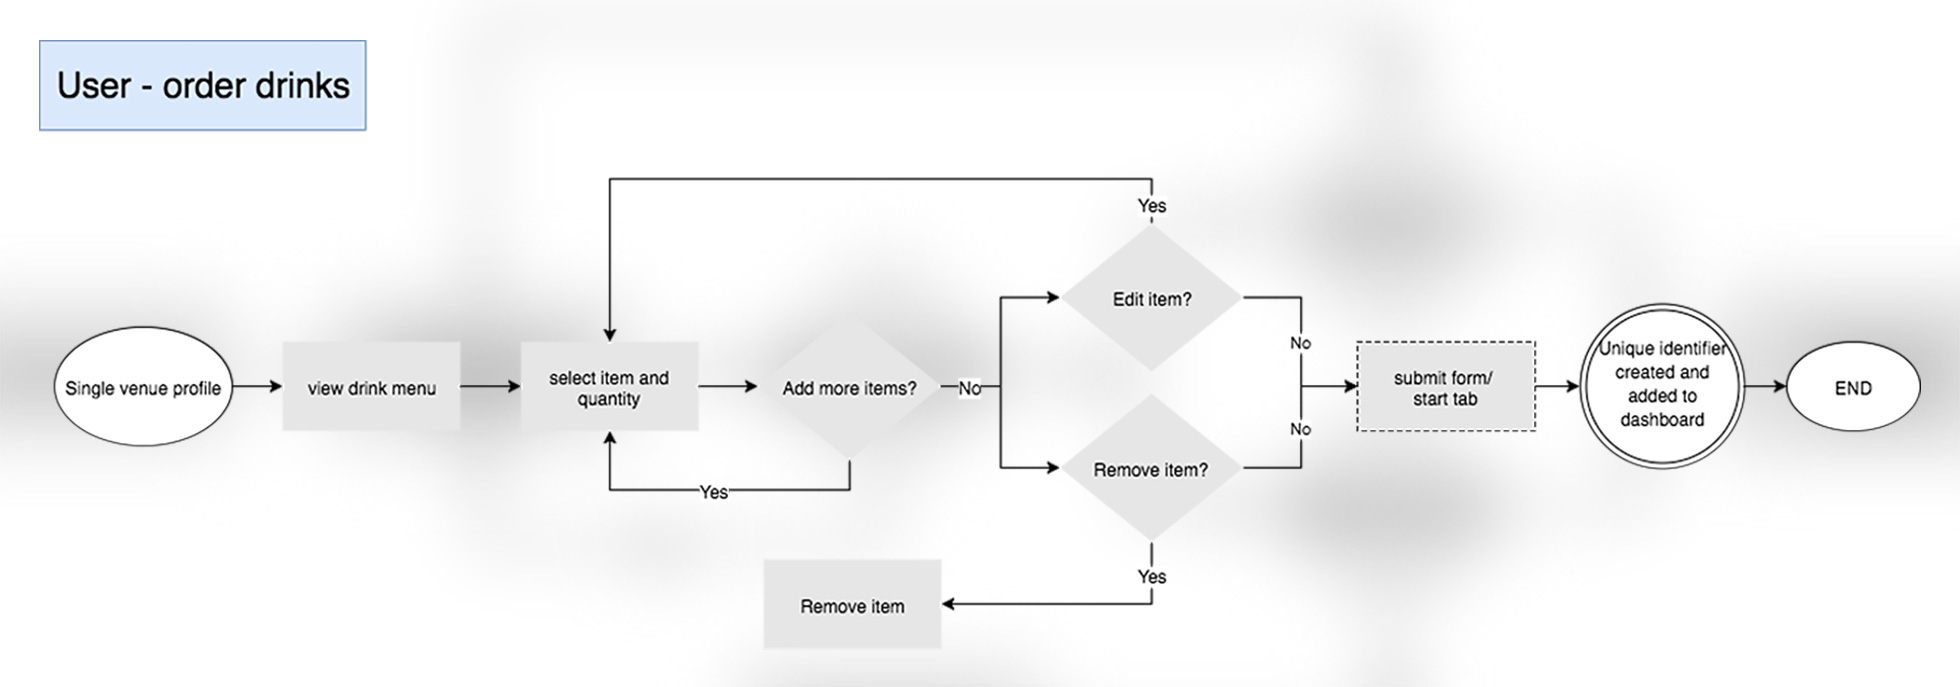 User - order drinks
Yes
Edit item?
No
Single venue profile
view drink menu
select item and
quantity
Add more items?
No
submit form/
start tab
Unique identifier
created and
added to
dashboard
END
No
Remove item?
Yes
Yes
Remove item